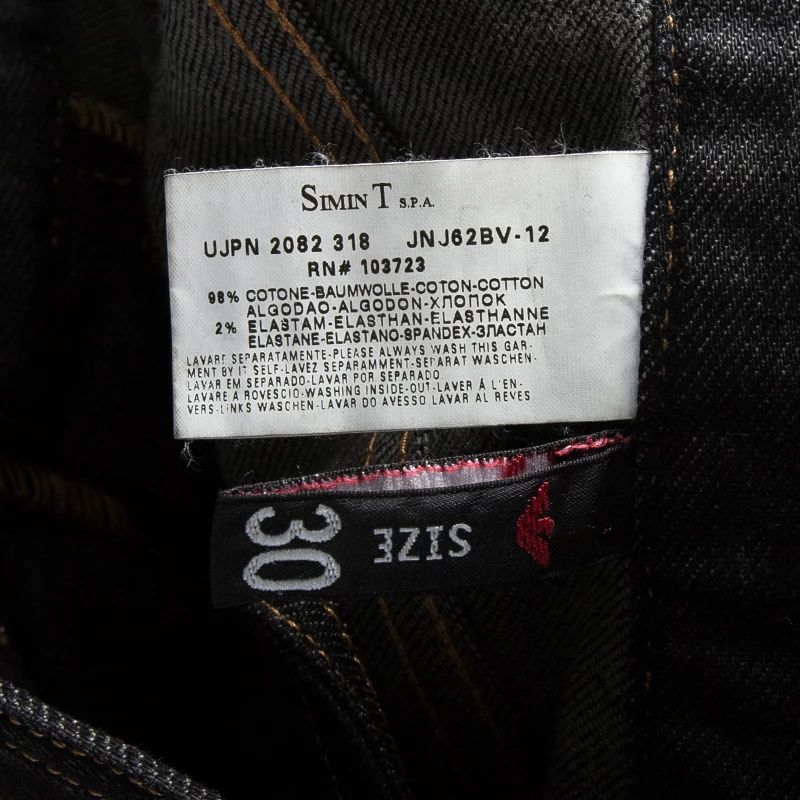 SIMIN T S.P.A.
UJPN 2082 318 JNJ62BV-12
RN# 103723
98% COTONE-BAUMWOLLE-COTON-COTTON
ALGODAO-ALGODON-ХЛОПОК
2% ELASTAM-ELASTHAN-ELASTHANNE
ELASTANE-ELASTANO-SPANDEX-ЭЛАСТАН
LAVARE SEPARATAMENTE-PLEASE ALWAYS WASH THIS GAR-
MENT BY IT SELF-LAVEZ SEPARAMMENT-SEPARAT WASCHEN-
LAVAR EM SEPARADO-LAVAR POR SEPARADO
LAVARE A ROVESCIO-WASHING INSIDE-OUT-LAVER À L'EN-
VERS-LINKS WASCHEN-LAVAR DO AVESSO LAVAR AL REVES
SIZE
30